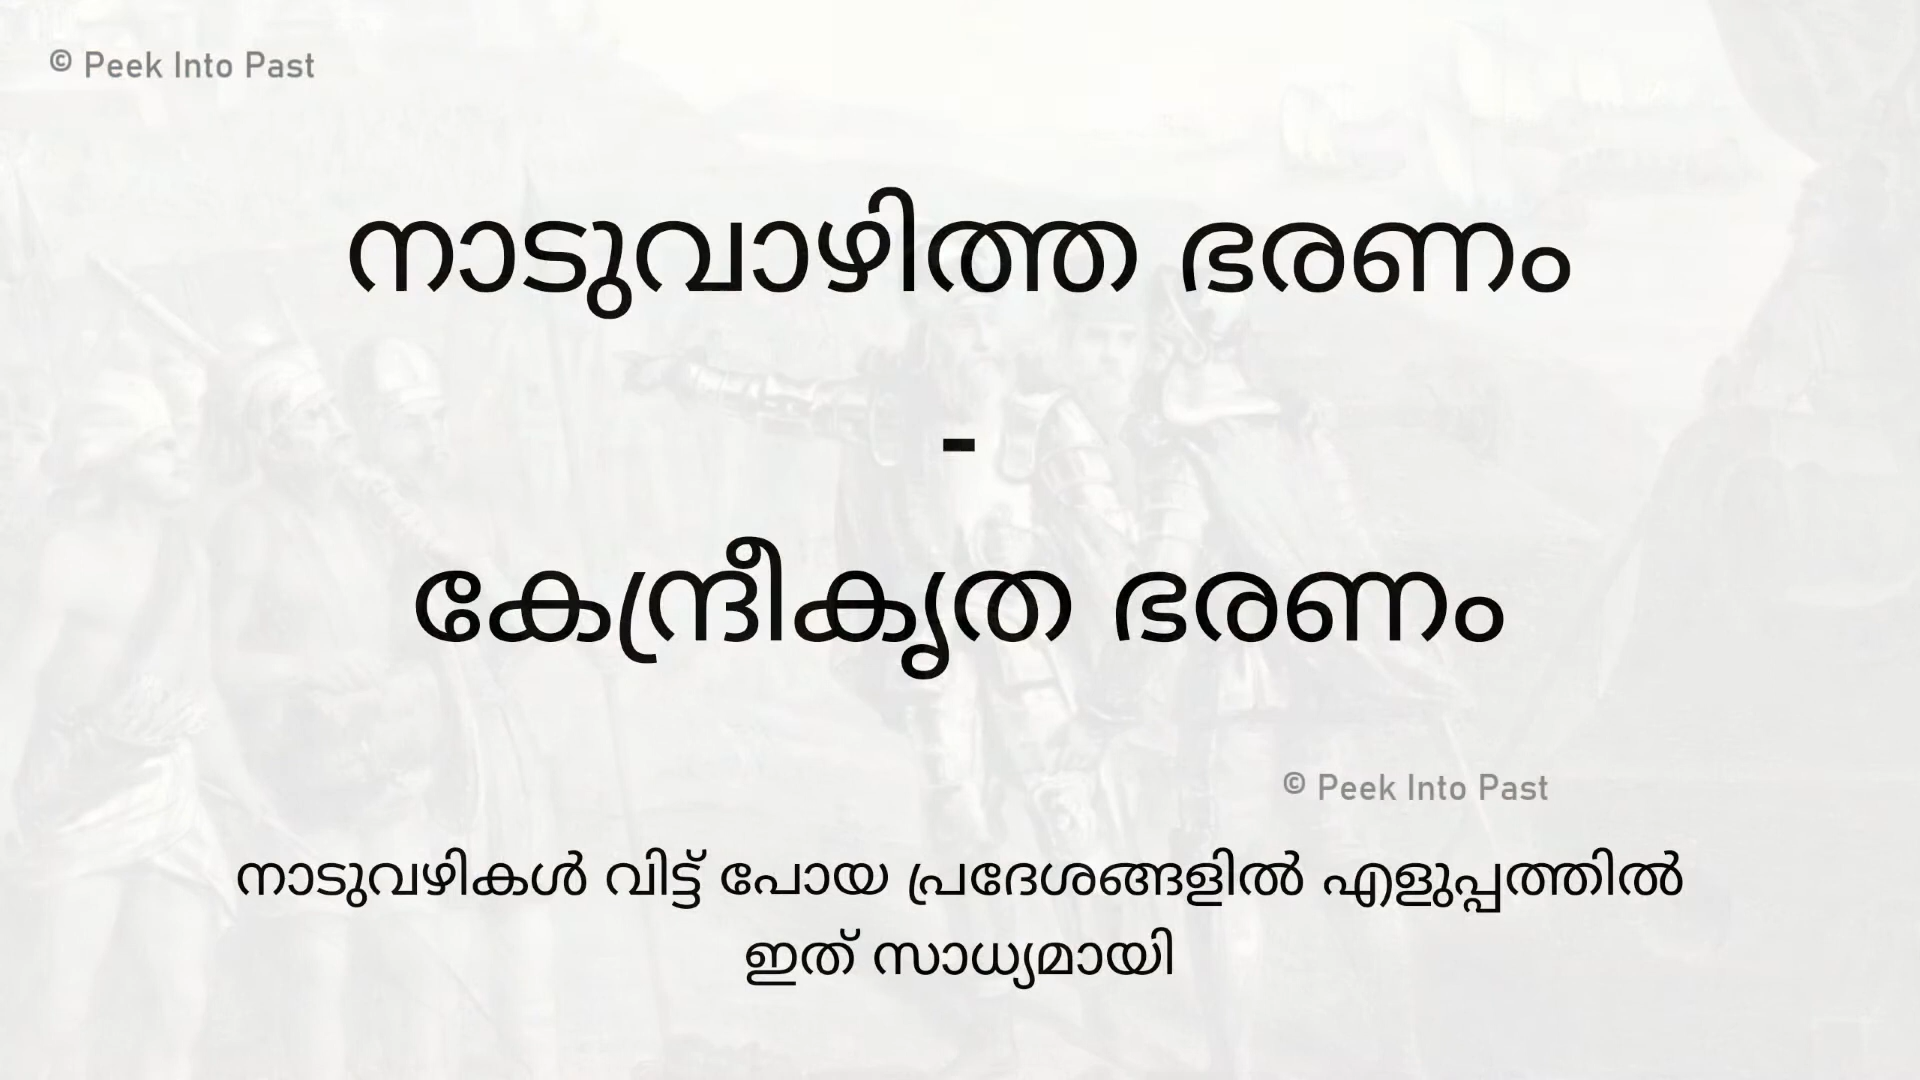 © Peek Into Past
നാടുവാഴിത്ത ഭരണം
-
കേന്ദ്രീകൃത ഭരണം
© Peek Into Past
നാടുവഴികൾ വിട്ട് പോയ പ്രദേശങ്ങളിൽ എളുപ്പത്തിൽ
ഇത് സാധ്യമായി